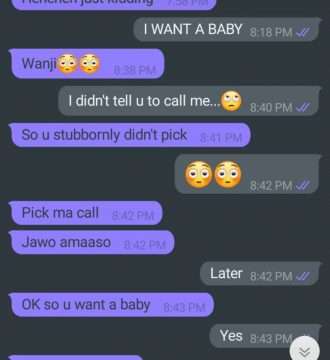 just kidding 7:58 PM
I WANT A BABY 8:18 PM
Wanji😳😳 8:38 PM
I didn't tell u to call me...🙄 8:40 PM
So u stubbornly didn't pick 8:41 PM
😳😳 8:42 PM
Pick ma call 8:42 PM
Jawo amaaso 8:42 PM
Later 8:42 PM
OK so u want a baby 8:43 PM
Yes 8:43 PM